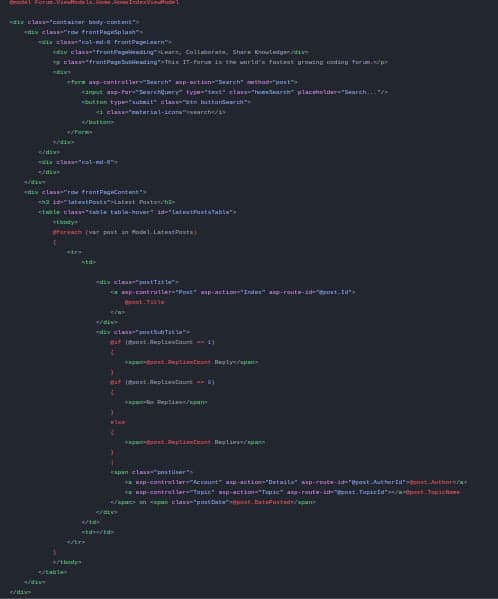 @model Forum.ViewModels.Home.HomeIndexViewModel
<div class="container body-content">
<div class="row frontPageSplash">
<div class="col-md-6 frontPageLearn">
<div class="frontPageHeading">Learn, Collaborate, Share Knowledge</div>
<p class="frontPageSubHeading">This IT-forum is the world's fastest growing coding forum.</p>
<div>
<form asp-controller="Search" asp-action="Search" method="post">
<input asp-for="SearchQuery" type="text" class="homeSearch" placeholder="Search..."/>
<button type="submit" class="btn buttonSearch">
<i class="material-icons">search</i>
</button>
</form>
</div>
</div>
<div class="col-md-6">
</div>
</div>
<div class="row frontPageContent">
<h3 id="latestPosts">Latest Posts</h3>
<table class="table table-hover" id="latestPostsTable">
<tbody>
@foreach (var post in Model.LatestPosts)
{
<tr>
<td>
<div class="postTitle">
<a asp-controller="Post" asp-action="Index" asp-route-id="@post.Id">
@post.Title
</a>
</div>
<div class="postSubTitle">
@if (@post.RepliesCount == 1)
{
<span>@post.RepliesCount Reply</span>
}
@if (@post.RepliesCount == 0)
{
<span>No Replies</span>
}
else
{
<span>@post.RepliesCount Replies</span>
}
}
<span class="postUser">
<a asp-controller="Account" asp-action="Details" asp-route-id="@post.AuthorId">@post.Author</a>
<a asp-controller="Topic" asp-action="Topic" asp-route-id="@post.TopicId"></a>@post.TopicName
</span> on <span class="postDate">@post.DatePosted</span>
</div>
</td>
<td></td>
</tr>
}
</tbody>
</table>
</div>
</div>